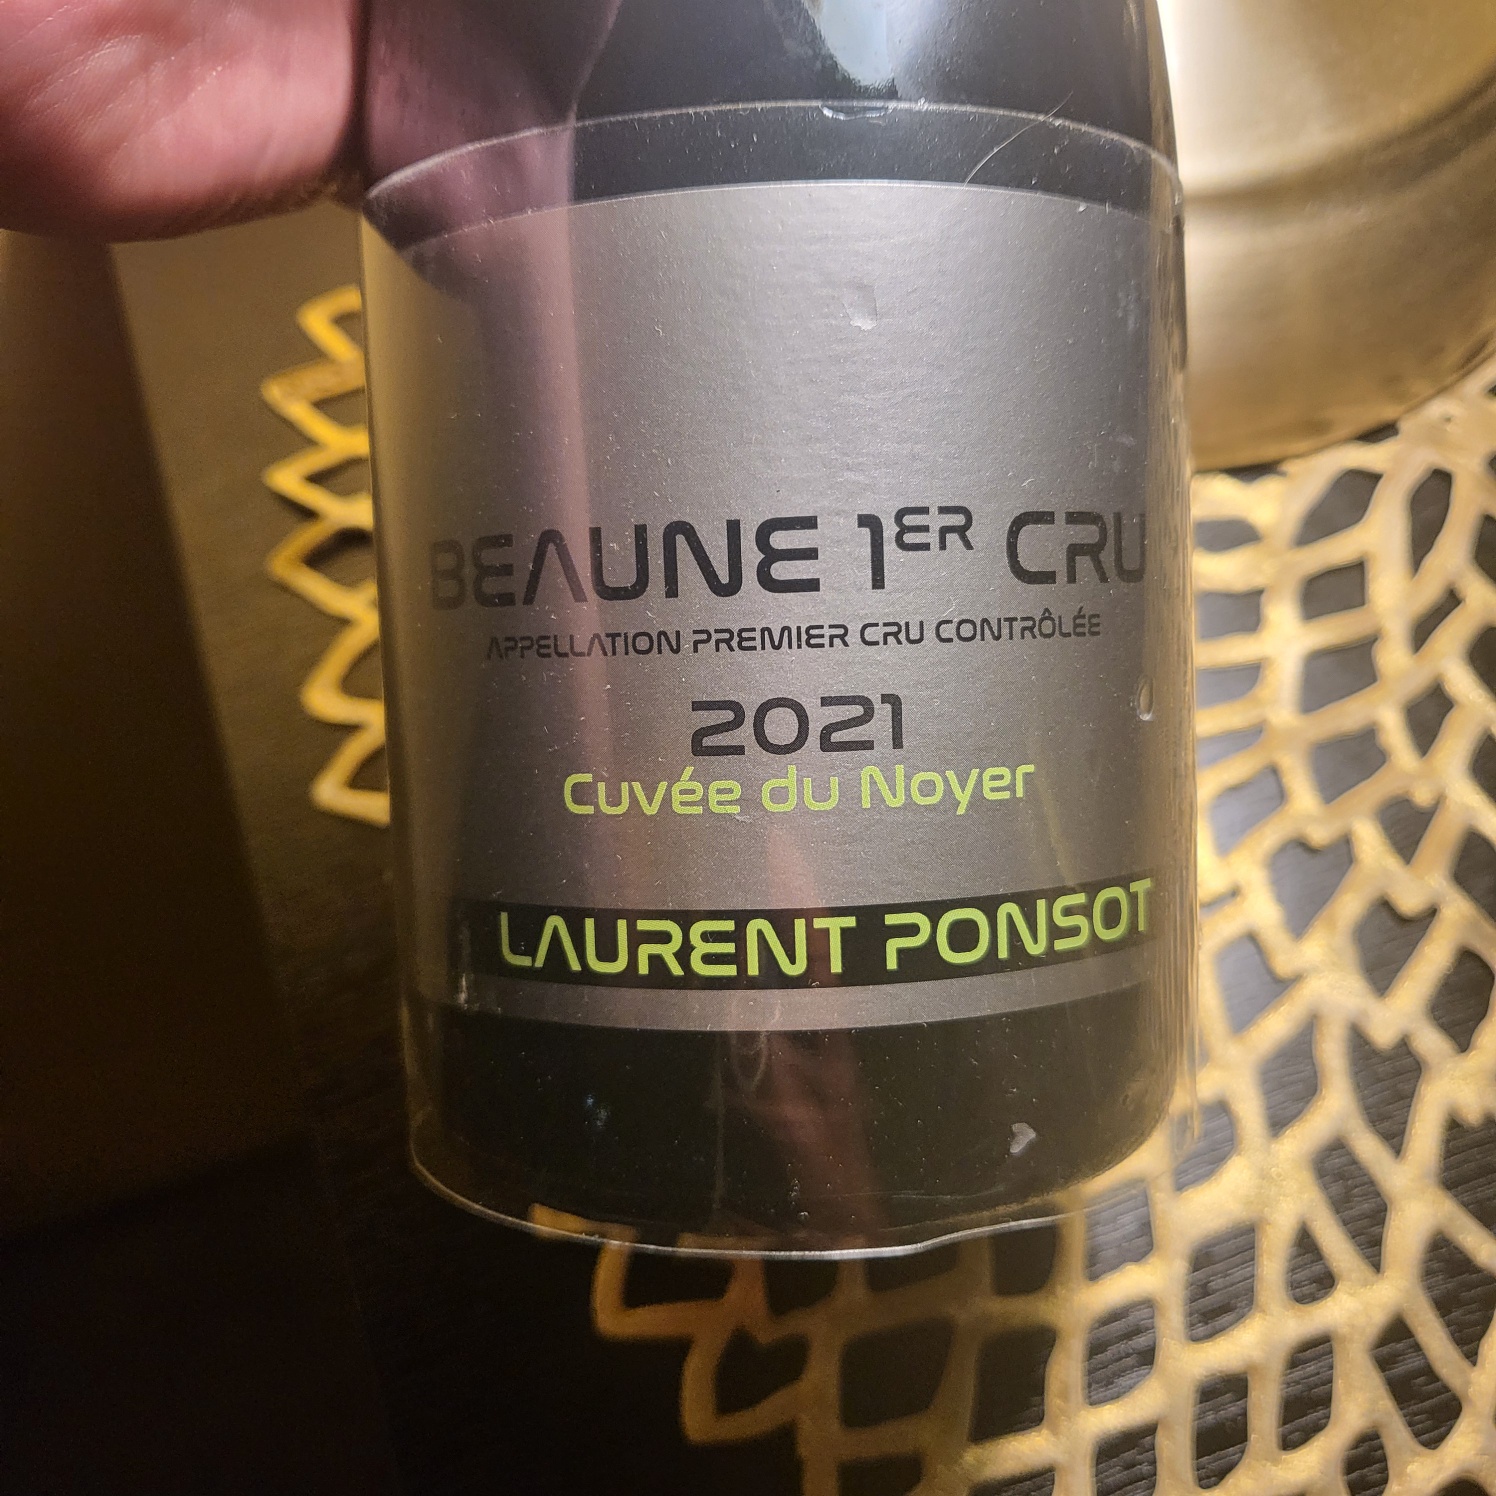 BEAUNE 1ER CRU
APPELLATION PREMIER CRU CONTRÔLÉE
2021
Cuvée du Noyer
LAURENT PONSOT